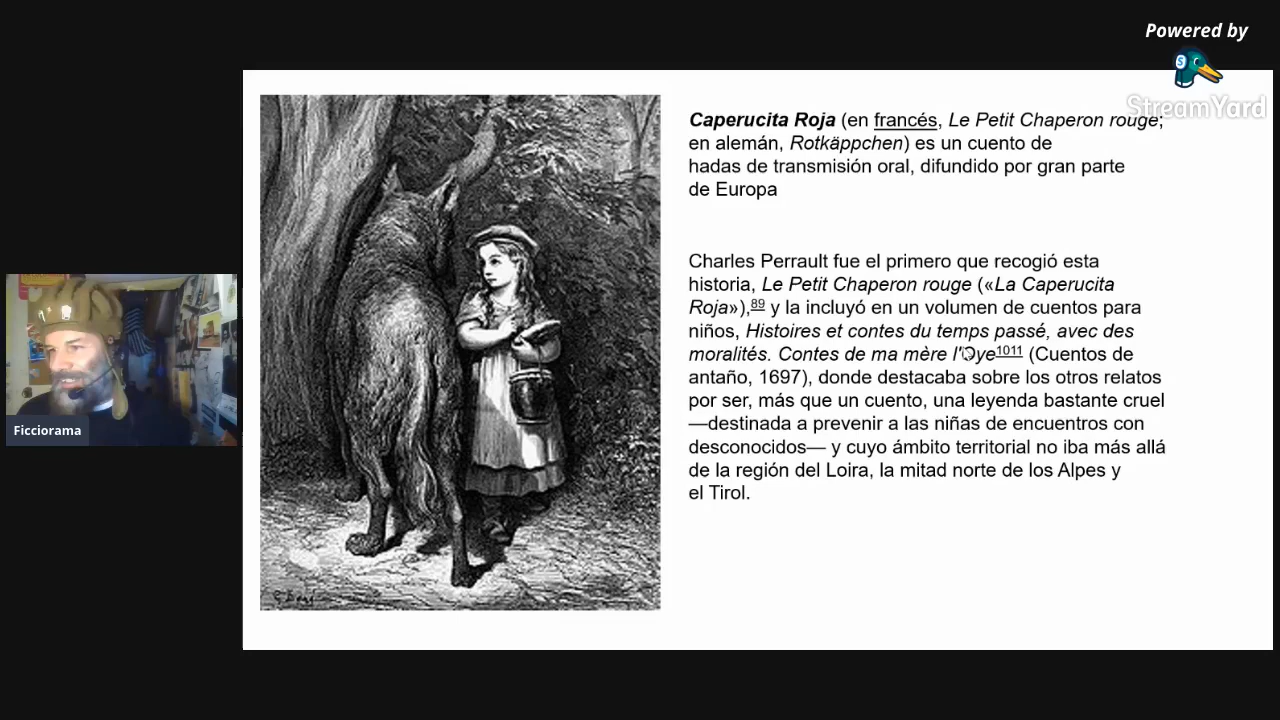 Powered by
StreamYard
Caperucita Roja (en francés, Le Petit Chaperon rouge;
en alemán, Rotkäppchen) es un cuento de
hadas de transmisión oral, difundido por gran parte
de Europa
Charles Perrault fue el primero que recogió esta
historia, Le Petit Chaperon rouge («La Caperucita
Roja»),89 y la incluyó en un volumen de cuentos para
niños, Histoires et contes du temps passé, avec des
moralités. Contes de ma mère l'Oye1011 (Cuentos de
antaño, 1697), donde destacaba sobre los otros relatos
por ser, más que un cuento, una leyenda bastante cruel
—destinada a prevenir a las niñas de encuentros con
desconocidos— y cuyo ámbito territorial no iba más allá
de la región del Loira, la mitad norte de los Alpes y
el Tirol.
Ficciorama